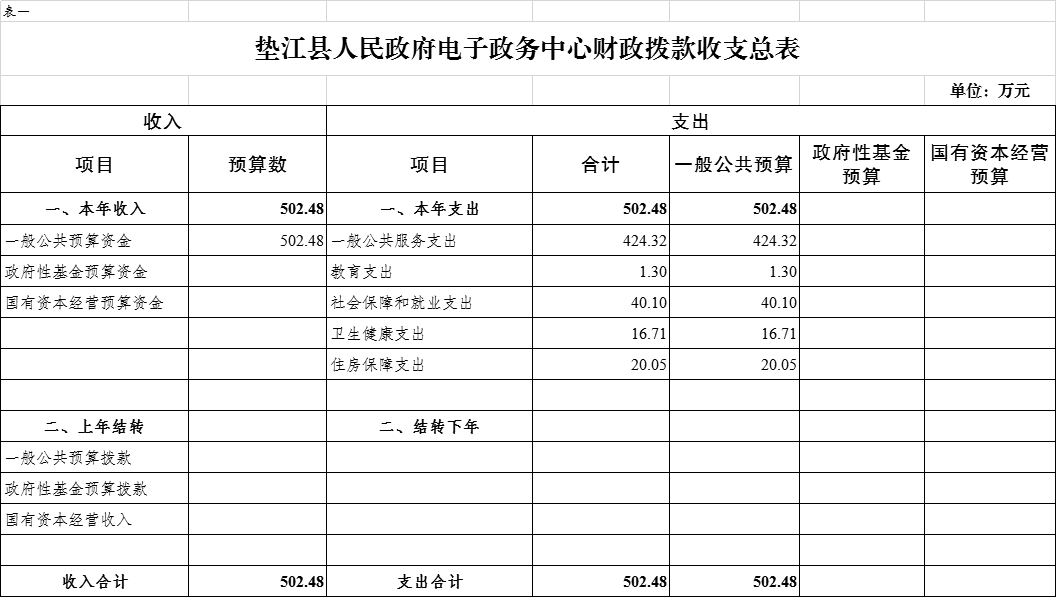 表一
垫江县人民政府电子政务中心财政拨款收支总表
单位：万元
收入 支出
项目 预算数 项目 合计 一般公共预算 政府性基金预算 国有资本经营预算
一、本年收入 502.48 一、本年支出 502.48 502.48
一般公共预算资金 502.48 一般公共服务支出 424.32 424.32
政府性基金预算资金 教育支出 1.30 1.30
国有资本经营预算资金 社会保障和就业支出 40.10 40.10
卫生健康支出 16.71 16.71
住房保障支出 20.05 20.05
二、上年结转 二、结转下年
一般公共预算拨款
政府性基金预算拨款
国有资本经营收入
收入合计 502.48 支出合计 502.48 502.48